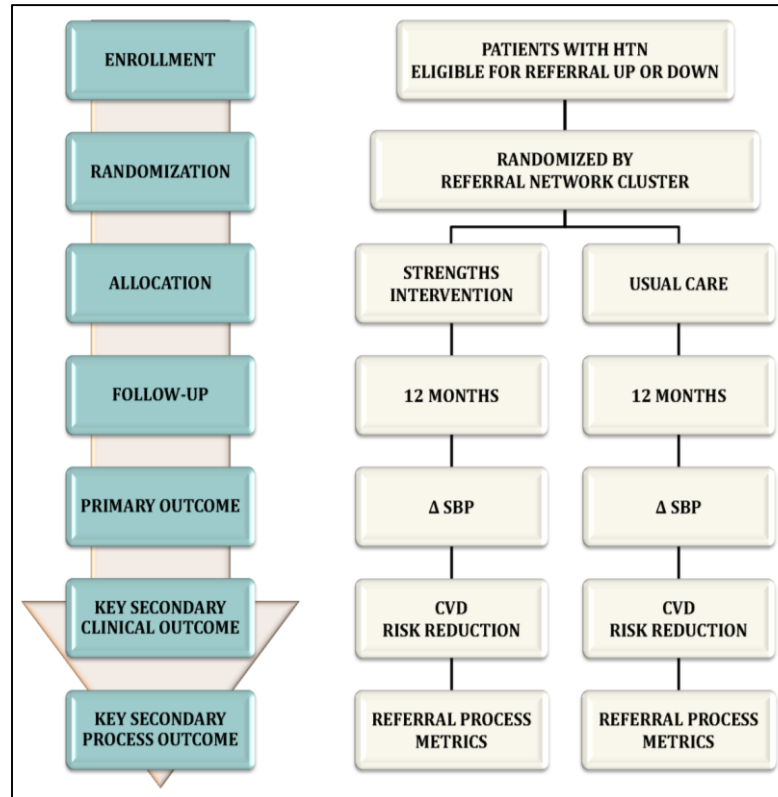 ENROLLMENT
PATIENTS WITH HTN
ELIGIBLE FOR REFERRAL UP OR DOWN
RANDOMIZATION
RANDOMIZED BY
REFERRAL NETWORK CLUSTER
ALLOCATION
STRENGTHS
INTERVENTION
USUAL CARE
FOLLOW-UP
12 MONTHS
12 MONTHS
PRIMARY OUTCOME
Δ SBP
Δ SBP
KEY SECONDARY
CLINICAL OUTCOME
CVD
RISK REDUCTION
CVD
RISK REDUCTION
KEY SECONDARY
PROCESS OUTCOME
REFERRAL PROCESS
METRICS
REFERRAL PROCESS
METRICS